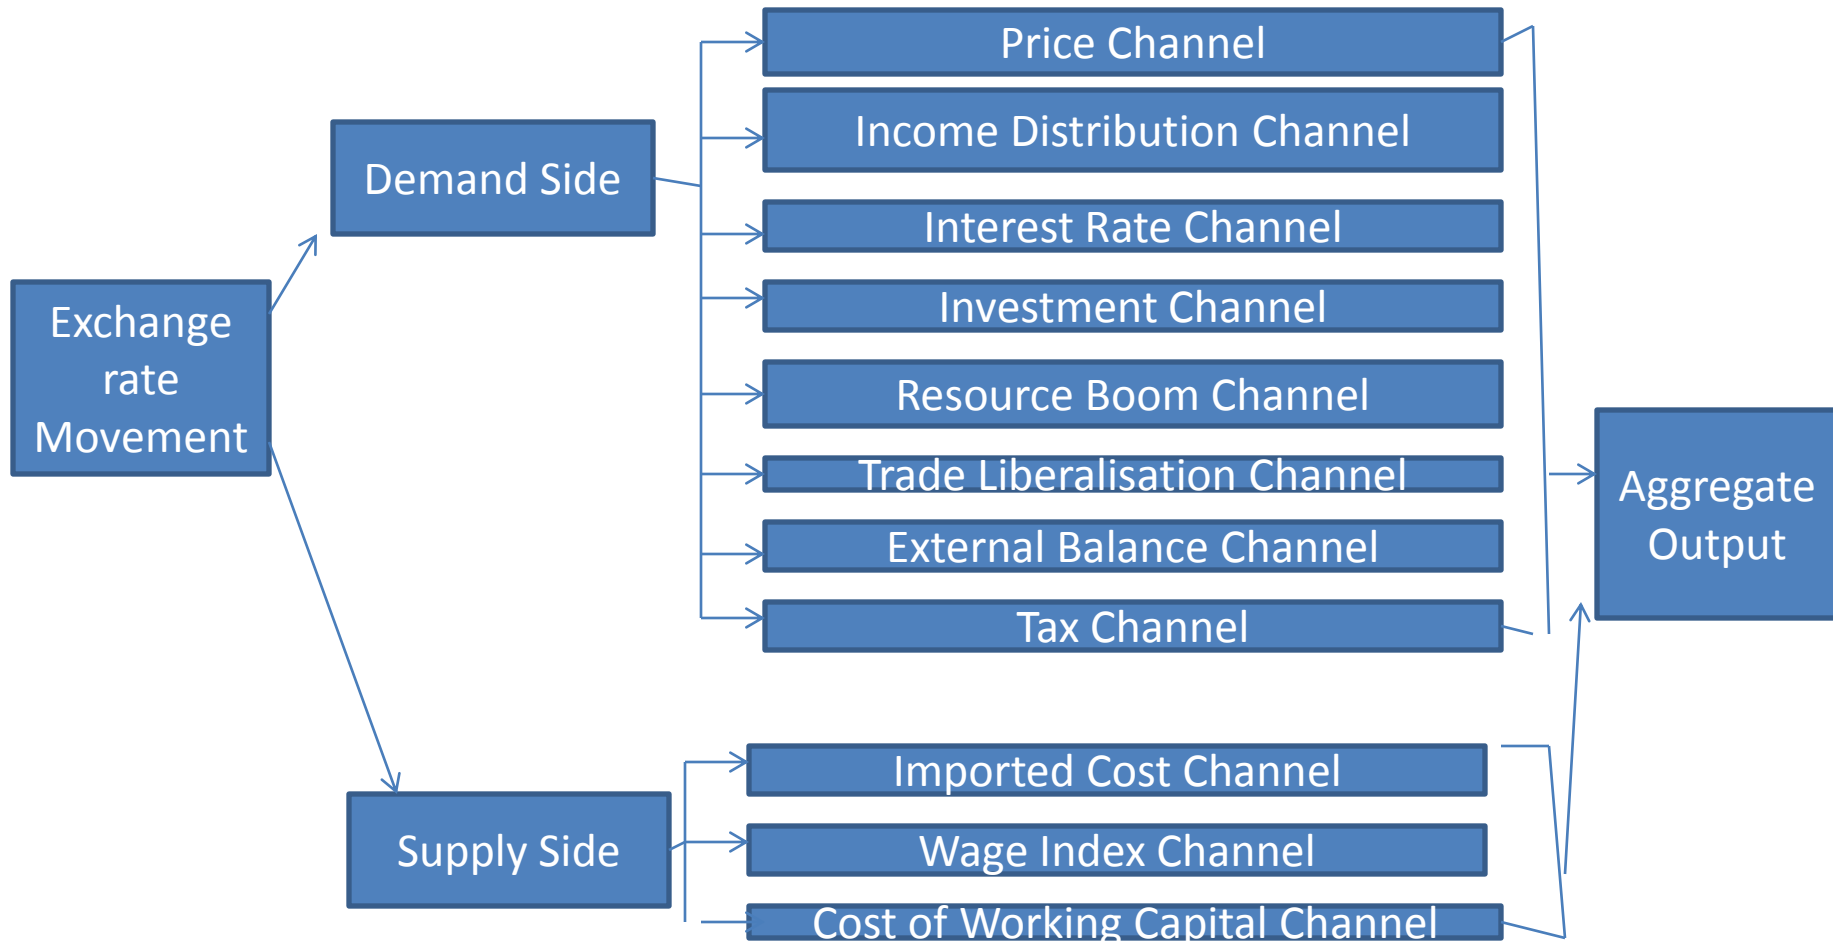 Price Channel
Income Distribution Channel
Demand Side
Interest Rate Channel
Exchange
rate
Movement
Investment Channel
Resource Boom Channel
Trade Liberalisation Channel
Aggregate
Output
External Balance Channel
Tax Channel
Imported Cost Channel
Supply Side
Wage Index Channel
Cost of Working Capital Channel